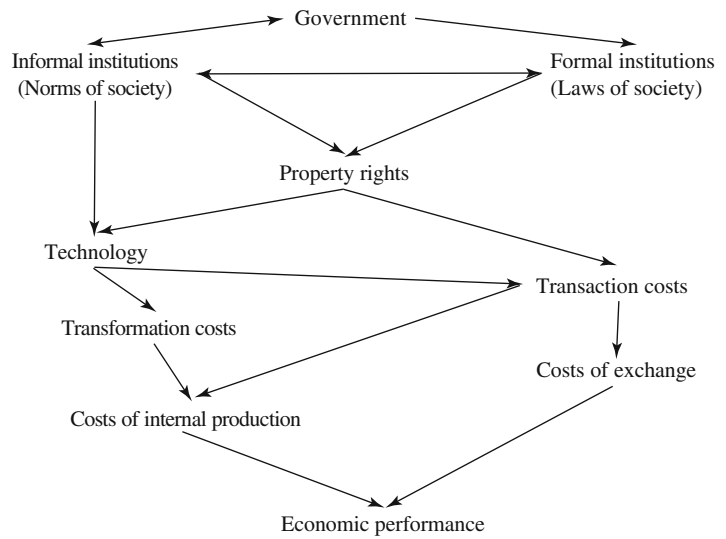 Government
Informal institutions
(Norms of society)
Formal institutions
(Laws of society)
Property rights
Technology
Transaction costs
Transformation costs
Costs of exchange
Costs of internal production
Economic performance